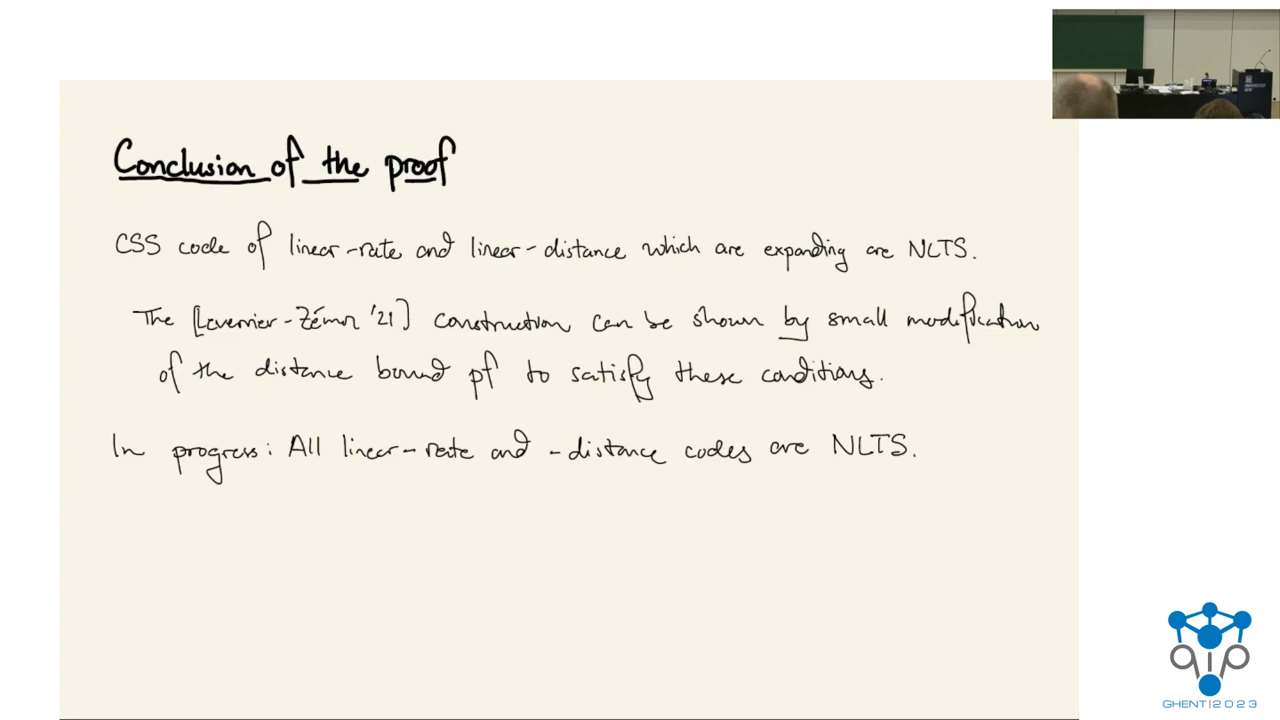 Conclusion of the proof
CSS code of linear-rate and linear-distance which are expanding are NLTS.
The [Leverrier-Zémor '21] construction can be shown by small modification
of the distance bound pf to satisfy these conditions.
In progress: All linear-rate and -distance codes are NLTS.
qip
GHENT|2023